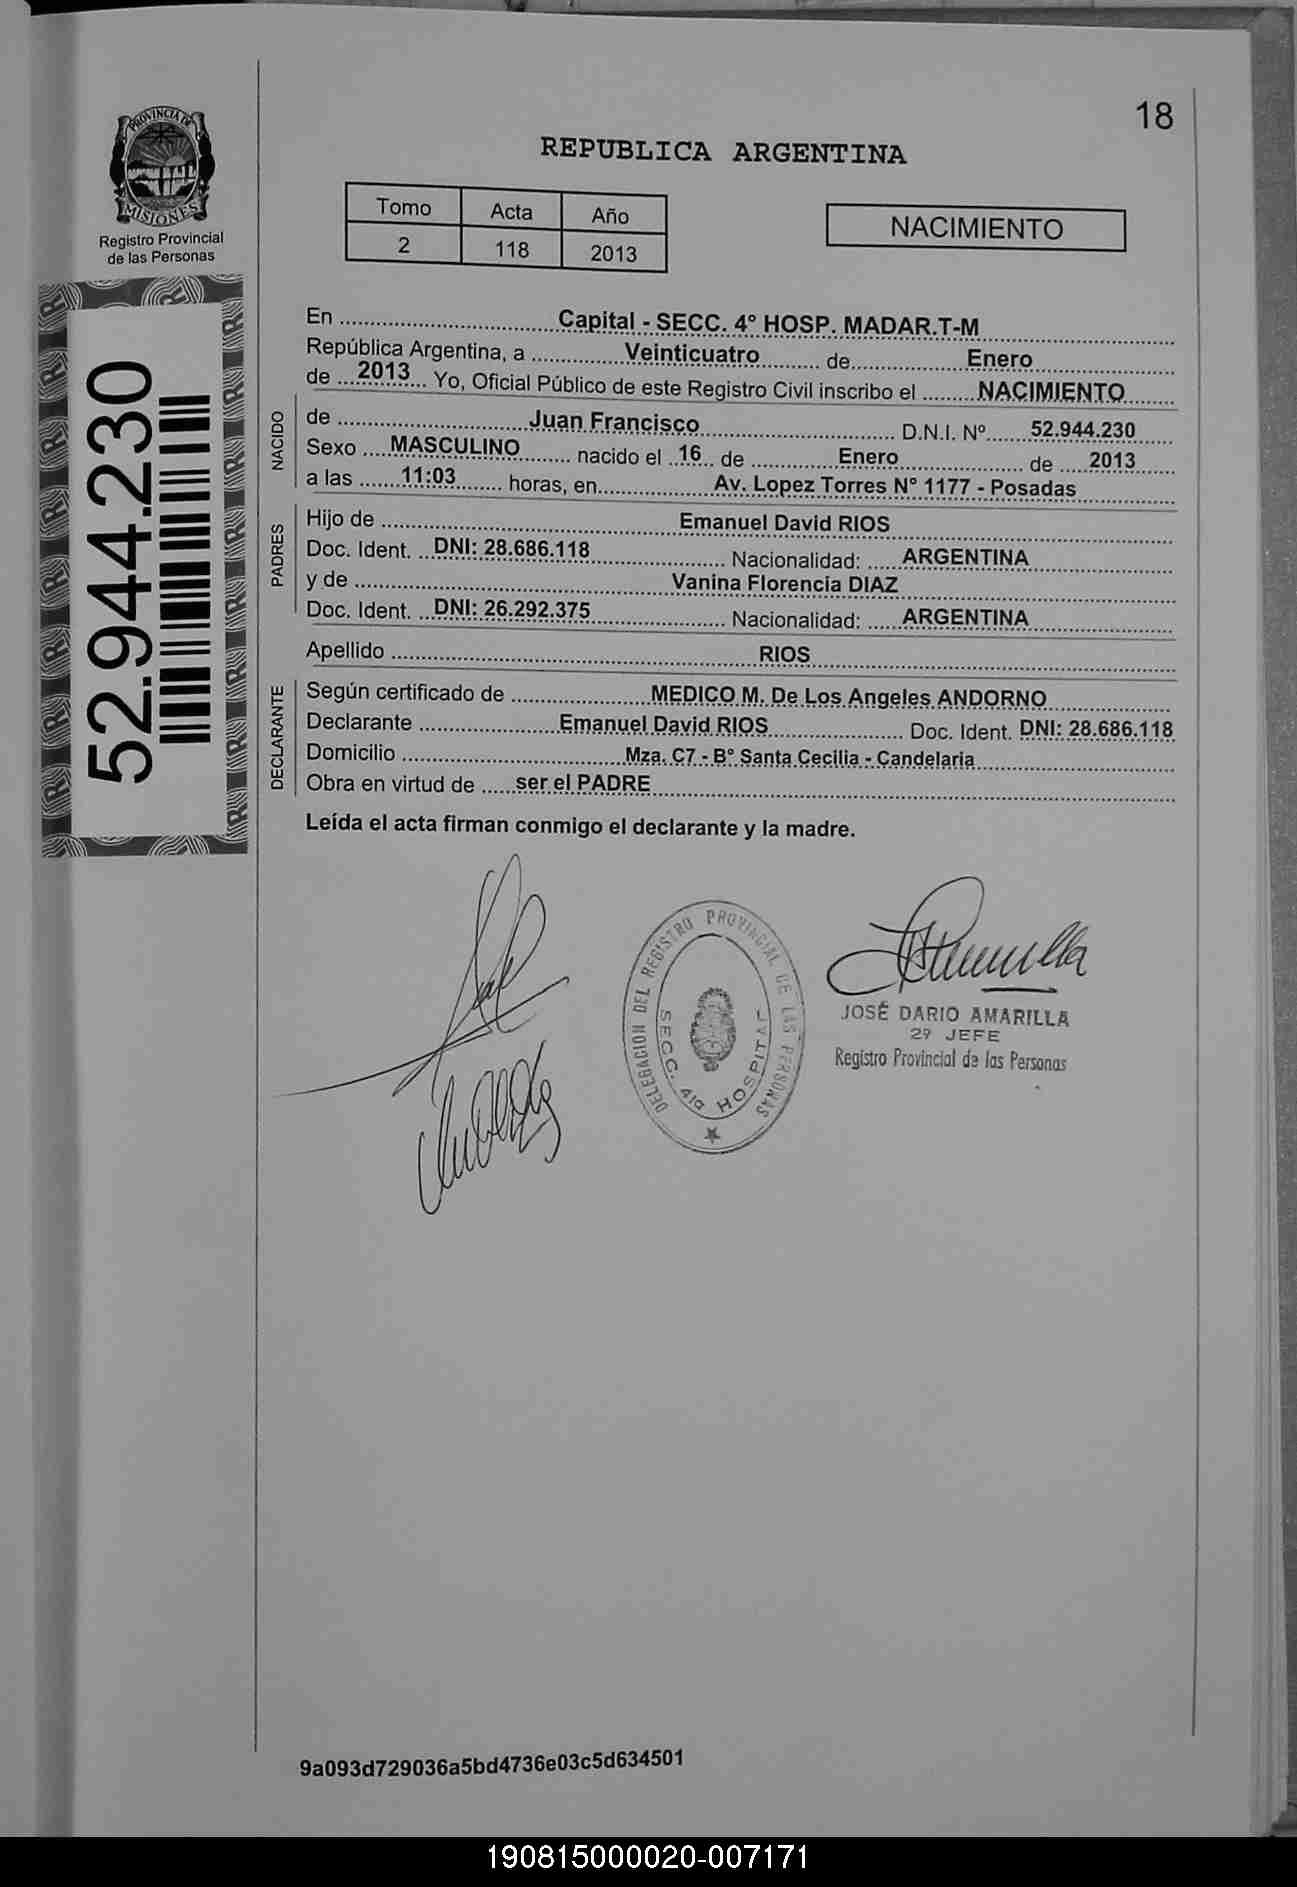 18
PROVINCIA DE
MISIONES
Registro Provincial
de las Personas
52.944.230
REPUBLICA ARGENTINA
Tomo Acta Año
2 118 2013
NACIMIENTO
En Capital - SECC. 4° HOSP. MADAR.T-M
República Argentina, a Veinticuatro de Enero
de 2013 Yo, Oficial Público de este Registro Civil inscribo el NACIMIENTO
NACIDO
de Juan Francisco D.N.I. Nº 52.944.230
Sexo MASCULINO nacido el 16 de Enero de 2013
a las 11:03 horas, en Av. Lopez Torres N° 1177 - Posadas
PADRES
Hijo de Emanuel David RIOS
Doc. Ident. DNI: 28.686.118 Nacionalidad: ARGENTINA
y de Vanina Florencia DIAZ
Doc. Ident. DNI: 26.292.375 Nacionalidad: ARGENTINA
Apellido RIOS
DECLARANTE
Según certificado de MEDICO M. De Los Angeles ANDORNO
Declarante Emanuel David RIOS Doc. Ident. DNI: 28.686.118
Domicilio Mza. C7 - B° Santa Cecilia - Candelaria
Obra en virtud de ser el PADRE
Leída el acta firman conmigo el declarante y la madre.
DELEGACION DEL REGISTRO PROVINCIAL DE LAS PERSONAS
SECC. 4ta HOSPITAL
JOSÉ DARIO AMARILLA
2º JEFE
Registro Provincial de las Personas
9a093d729036a5bd4736e03c5d634501
190815000020-007171